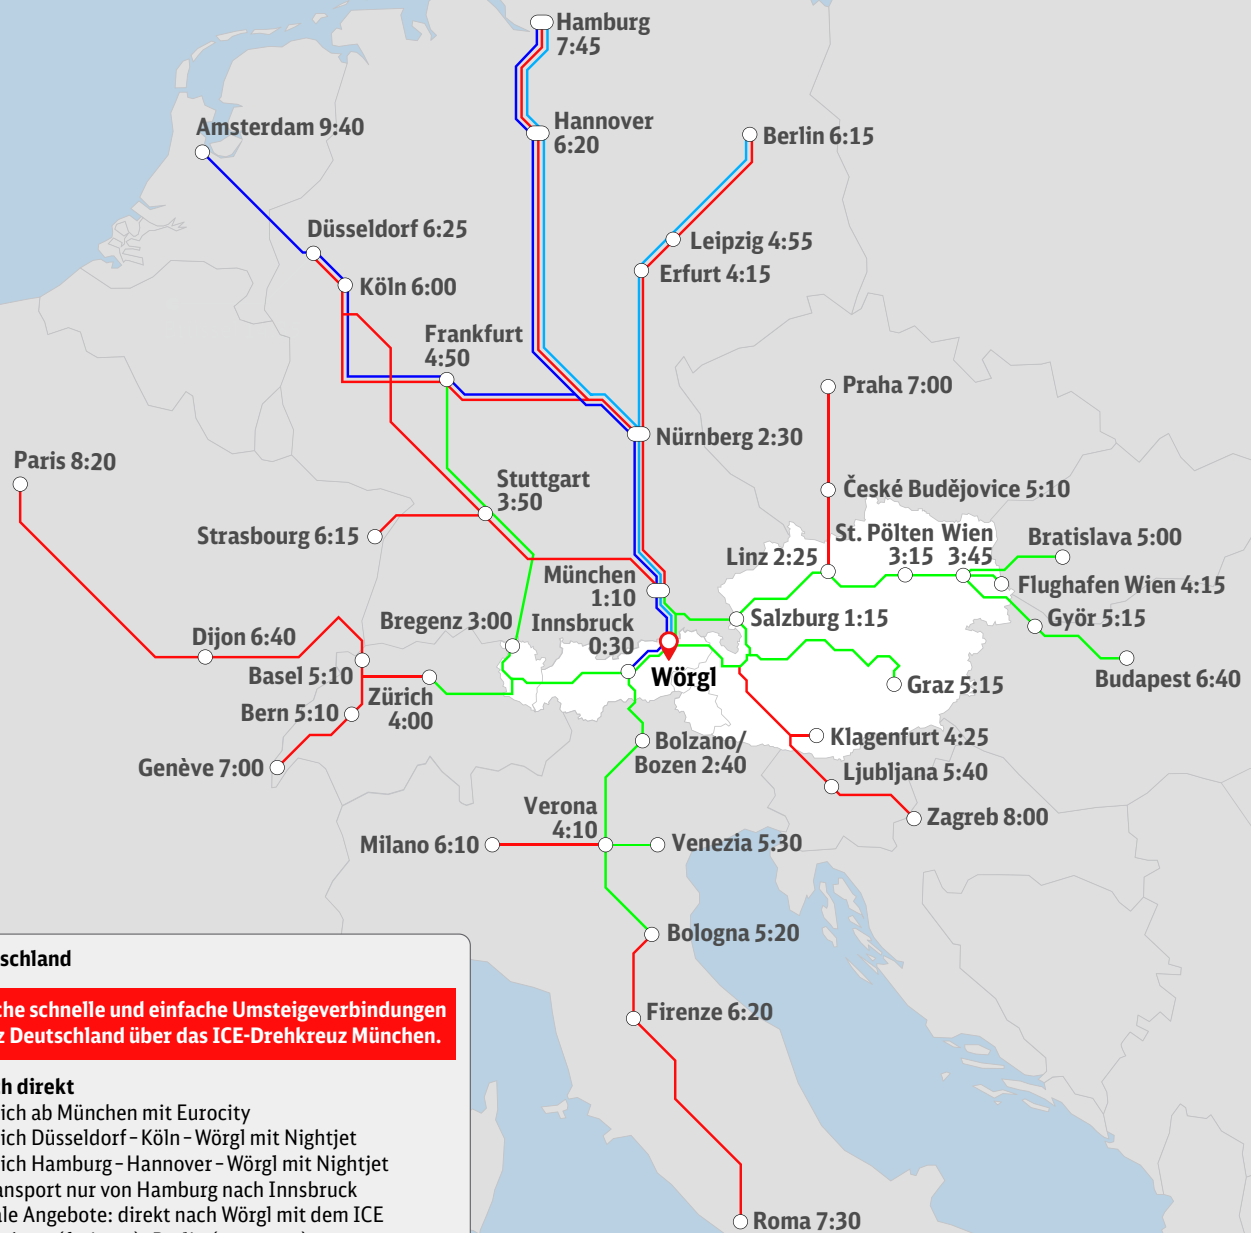 Hamburg
7:45
Hannover
6:20
Amsterdam 9:40
Berlin 6:15
Düsseldorf 6:25
Leipzig 4:55
Erfurt 4:15
Köln 6:00
Frankfurt
4:50
Praha 7:00
Nürnberg 2:30
Paris 8:20
Stuttgart
3:50
České Budějovice 5:10
Strasbourg 6:15
St. Pölten
3:15
Wien
3:45
Bratislava 5:00
Linz 2:25
München
1:10
Flughafen Wien 4:15
Bregenz 3:00
Innsbruck
0:30
Salzburg 1:15
Györ 5:15
Dijon 6:40
Basel 5:10
Wörgl
Zürich
4:00
Graz 5:15
Budapest 6:40
Bern 5:10
Genève 7:00
Bolzano/
Bozen 2:40
Klagenfurt 4:25
Ljubljana 5:40
Verona
4:10
Zagreb 8:00
Milano 6:10
Venezia 5:30
Bologna 5:20
Firenze 6:20
Roma 7:30
schland
che schnelle und einfache Umsteigeverbindungen
z Deutschland über das ICE-Drehkreuz München.
ch direkt
lich ab München mit Eurocity
lich Düsseldorf – Köln – Wörgl mit Nightjet
lich Hamburg – Hannover – Wörgl mit Nightjet
ansport nur von Hamburg nach Innsbruck
ale Angebote: direkt nach Wörgl mit dem ICE